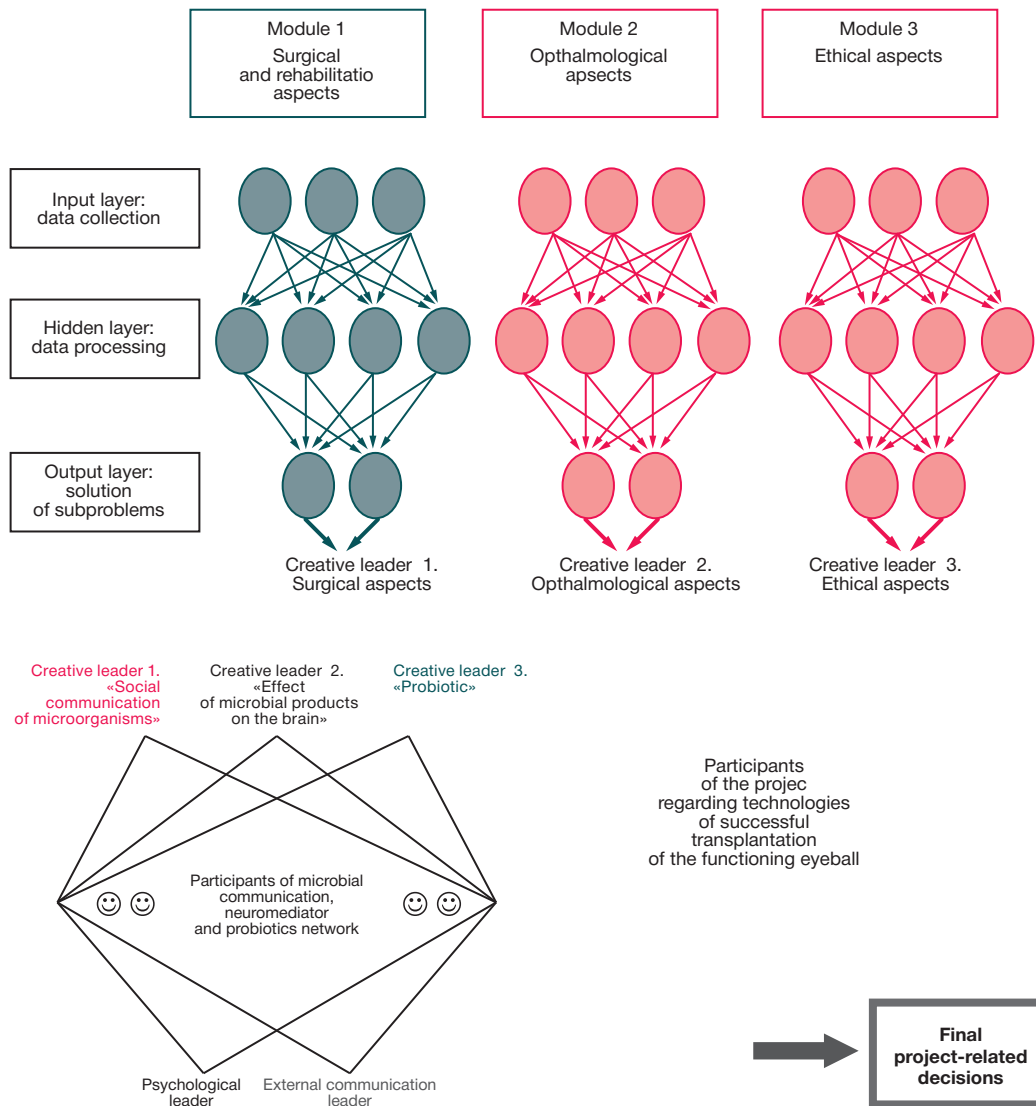 Module 1
Surgical
and rehabilitatio
aspects
Module 2
Opthalmological
apsects
Module 3
Ethical aspects
Input layer:
data collection
Hidden layer:
data processing
Output layer:
solution
of subproblems
Creative leader 1.
Surgical aspects
Creative leader 2.
Opthalmological aspects
Creative leader 3.
Ethical aspects
Creative leader 1.
«Social
communication
of microorganisms»
Creative leader 2.
«Effect
of microbial products
on the brain»
Creative leader 3.
«Probiotic»
Participants of microbial
communication,
neuromediator
and probiotics network
Participants
of the projec
regarding technologies
of successful
transplantation
of the functioning eyeball
Psychological
leader
External communication
leader
Final
project-related
decisions